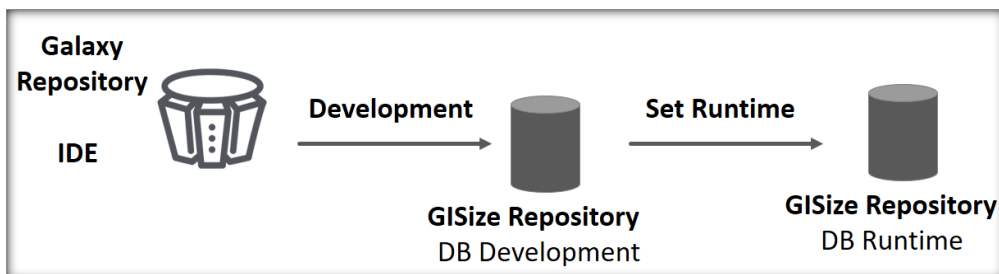 Galaxy
Repository
IDE
Development
GISize Repository
DB Development
Set Runtime
GISize Repository
DB Runtime